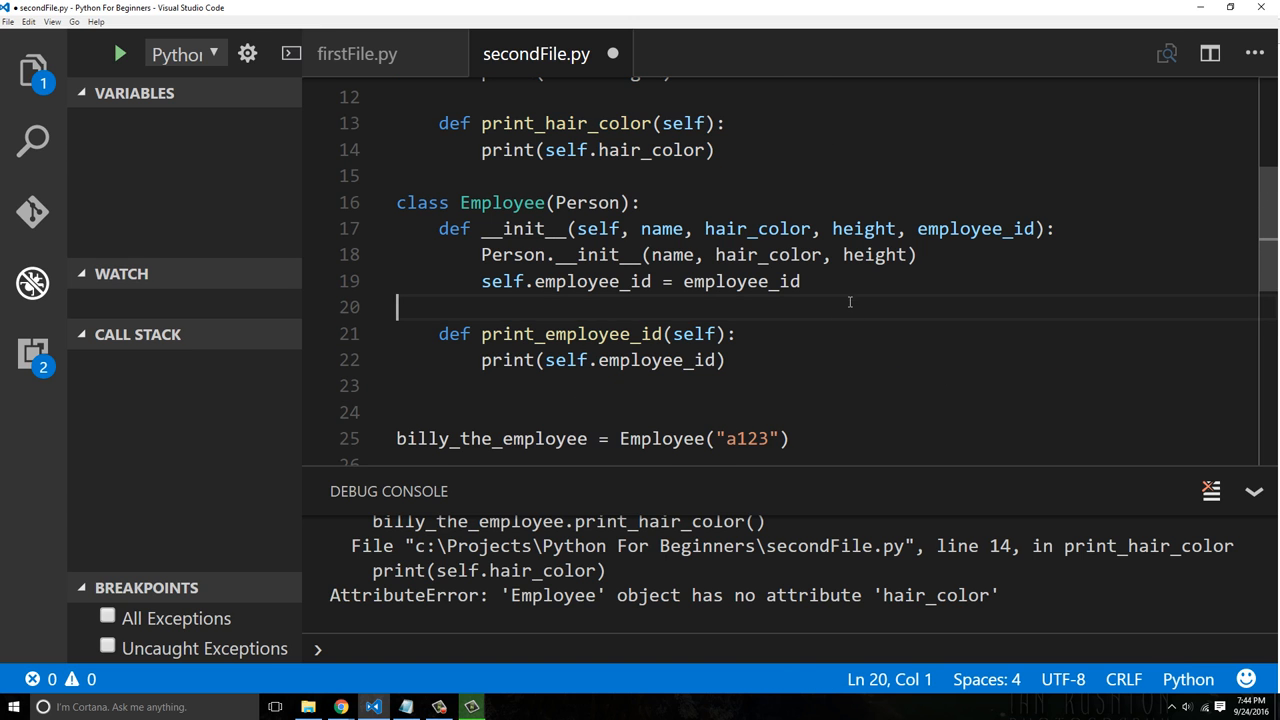 ● secondFile.py - Python For Beginners - Visual Studio Code
File Edit View Go Help
Pythor
firstFile.py
secondFile.py
1
VARIABLES
12
13 def print_hair_color(self):
14 print(self.hair_color)
15
16 class Employee(Person):
17 def __init__(self, name, hair_color, height, employee_id):
18 Person.__init__(name, hair_color, height)
19 self.employee_id = employee_id
20
21 def print_employee_id(self):
22 print(self.employee_id)
23
24
25 billy_the_employee = Employee("a123")
WATCH
CALL STACK
2
DEBUG CONSOLE
billy_the_employee.print_hair_color()
File "c:\Projects\Python For Beginners\secondFile.py", line 14, in print_hair_color
print(self.hair_color)
AttributeError: 'Employee' object has no attribute 'hair_color'
BREAKPOINTS
All Exceptions
Uncaught Exceptions
0 0
Ln 20, Col 1 Spaces: 4 UTF-8 CRLF Python
I'm Cortana. Ask me anything.
7:44 PM
9/24/2016